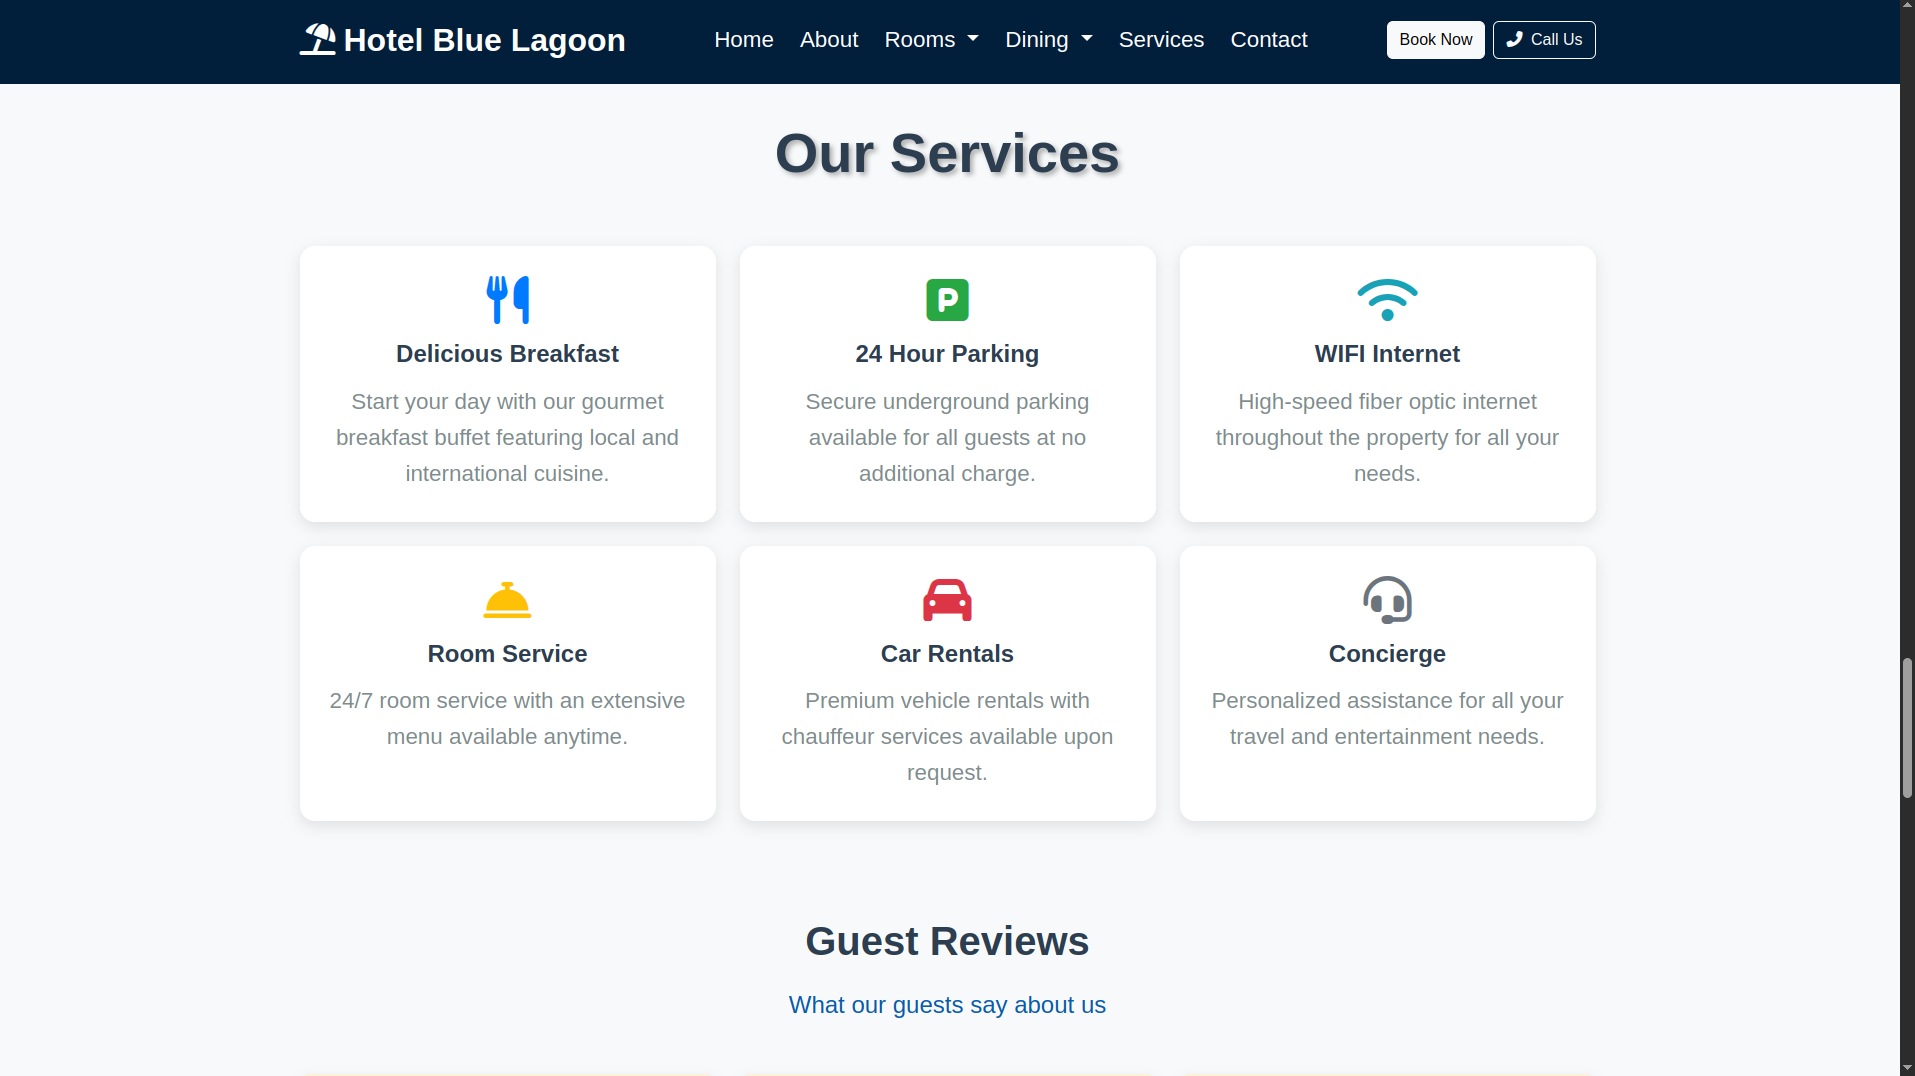 Hotel Blue Lagoon
Home About Rooms Dining Services Contact
Book Now
Call Us
Our Services
Delicious Breakfast
Start your day with our gourmet
breakfast buffet featuring local and
international cuisine.
P
24 Hour Parking
Secure underground parking
available for all guests at no
additional charge.
WIFI Internet
High-speed fiber optic internet
throughout the property for all your
needs.
Room Service
24/7 room service with an extensive
menu available anytime.
Car Rentals
Premium vehicle rentals with
chauffeur services available upon
request.
Concierge
Personalized assistance for all your
travel and entertainment needs.
Guest Reviews
What our guests say about us